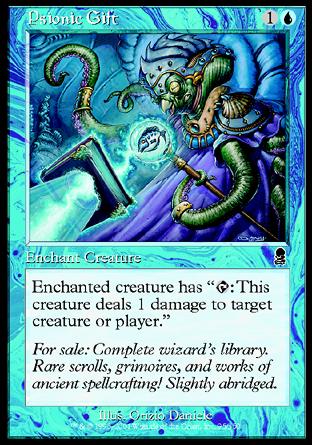 Psionic Gift 1
Enchant Creature
Enchanted creature has “: This
creature deals 1 damage to target
creature or player.”
For sale: Complete wizard's library.
Rare scrolls, grimoires, and works of
ancient spellcrafting! Slightly abridged.
Illus. Orizio Daniele